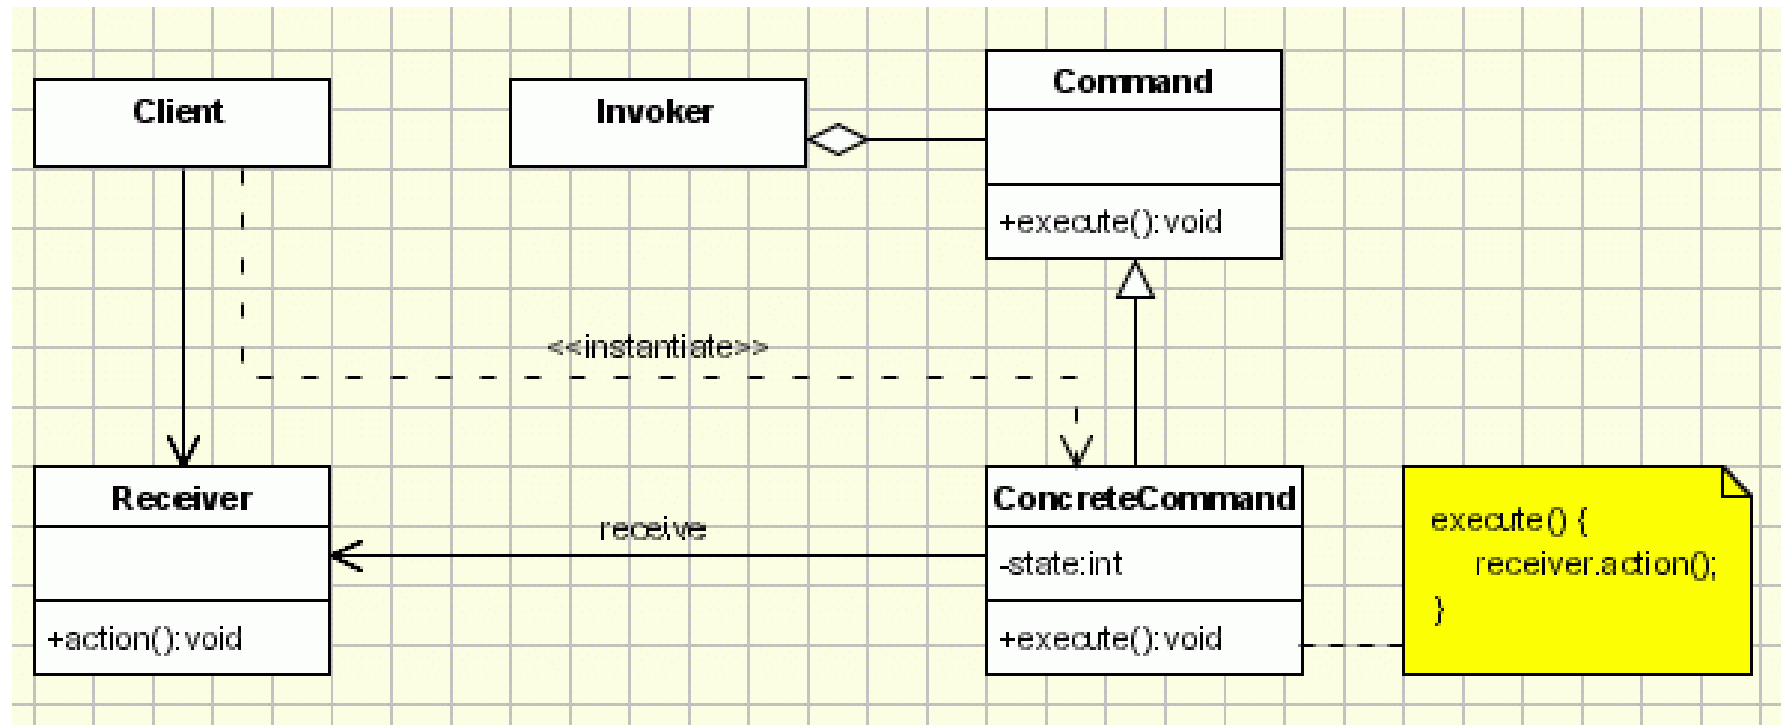 Client
Invoker
Command
+execute():void
<<instantiate>>
Receiver
+action():void
receive
ConcreteCommand
-state:int
+execute():void
execute() {
receiver.action();
}